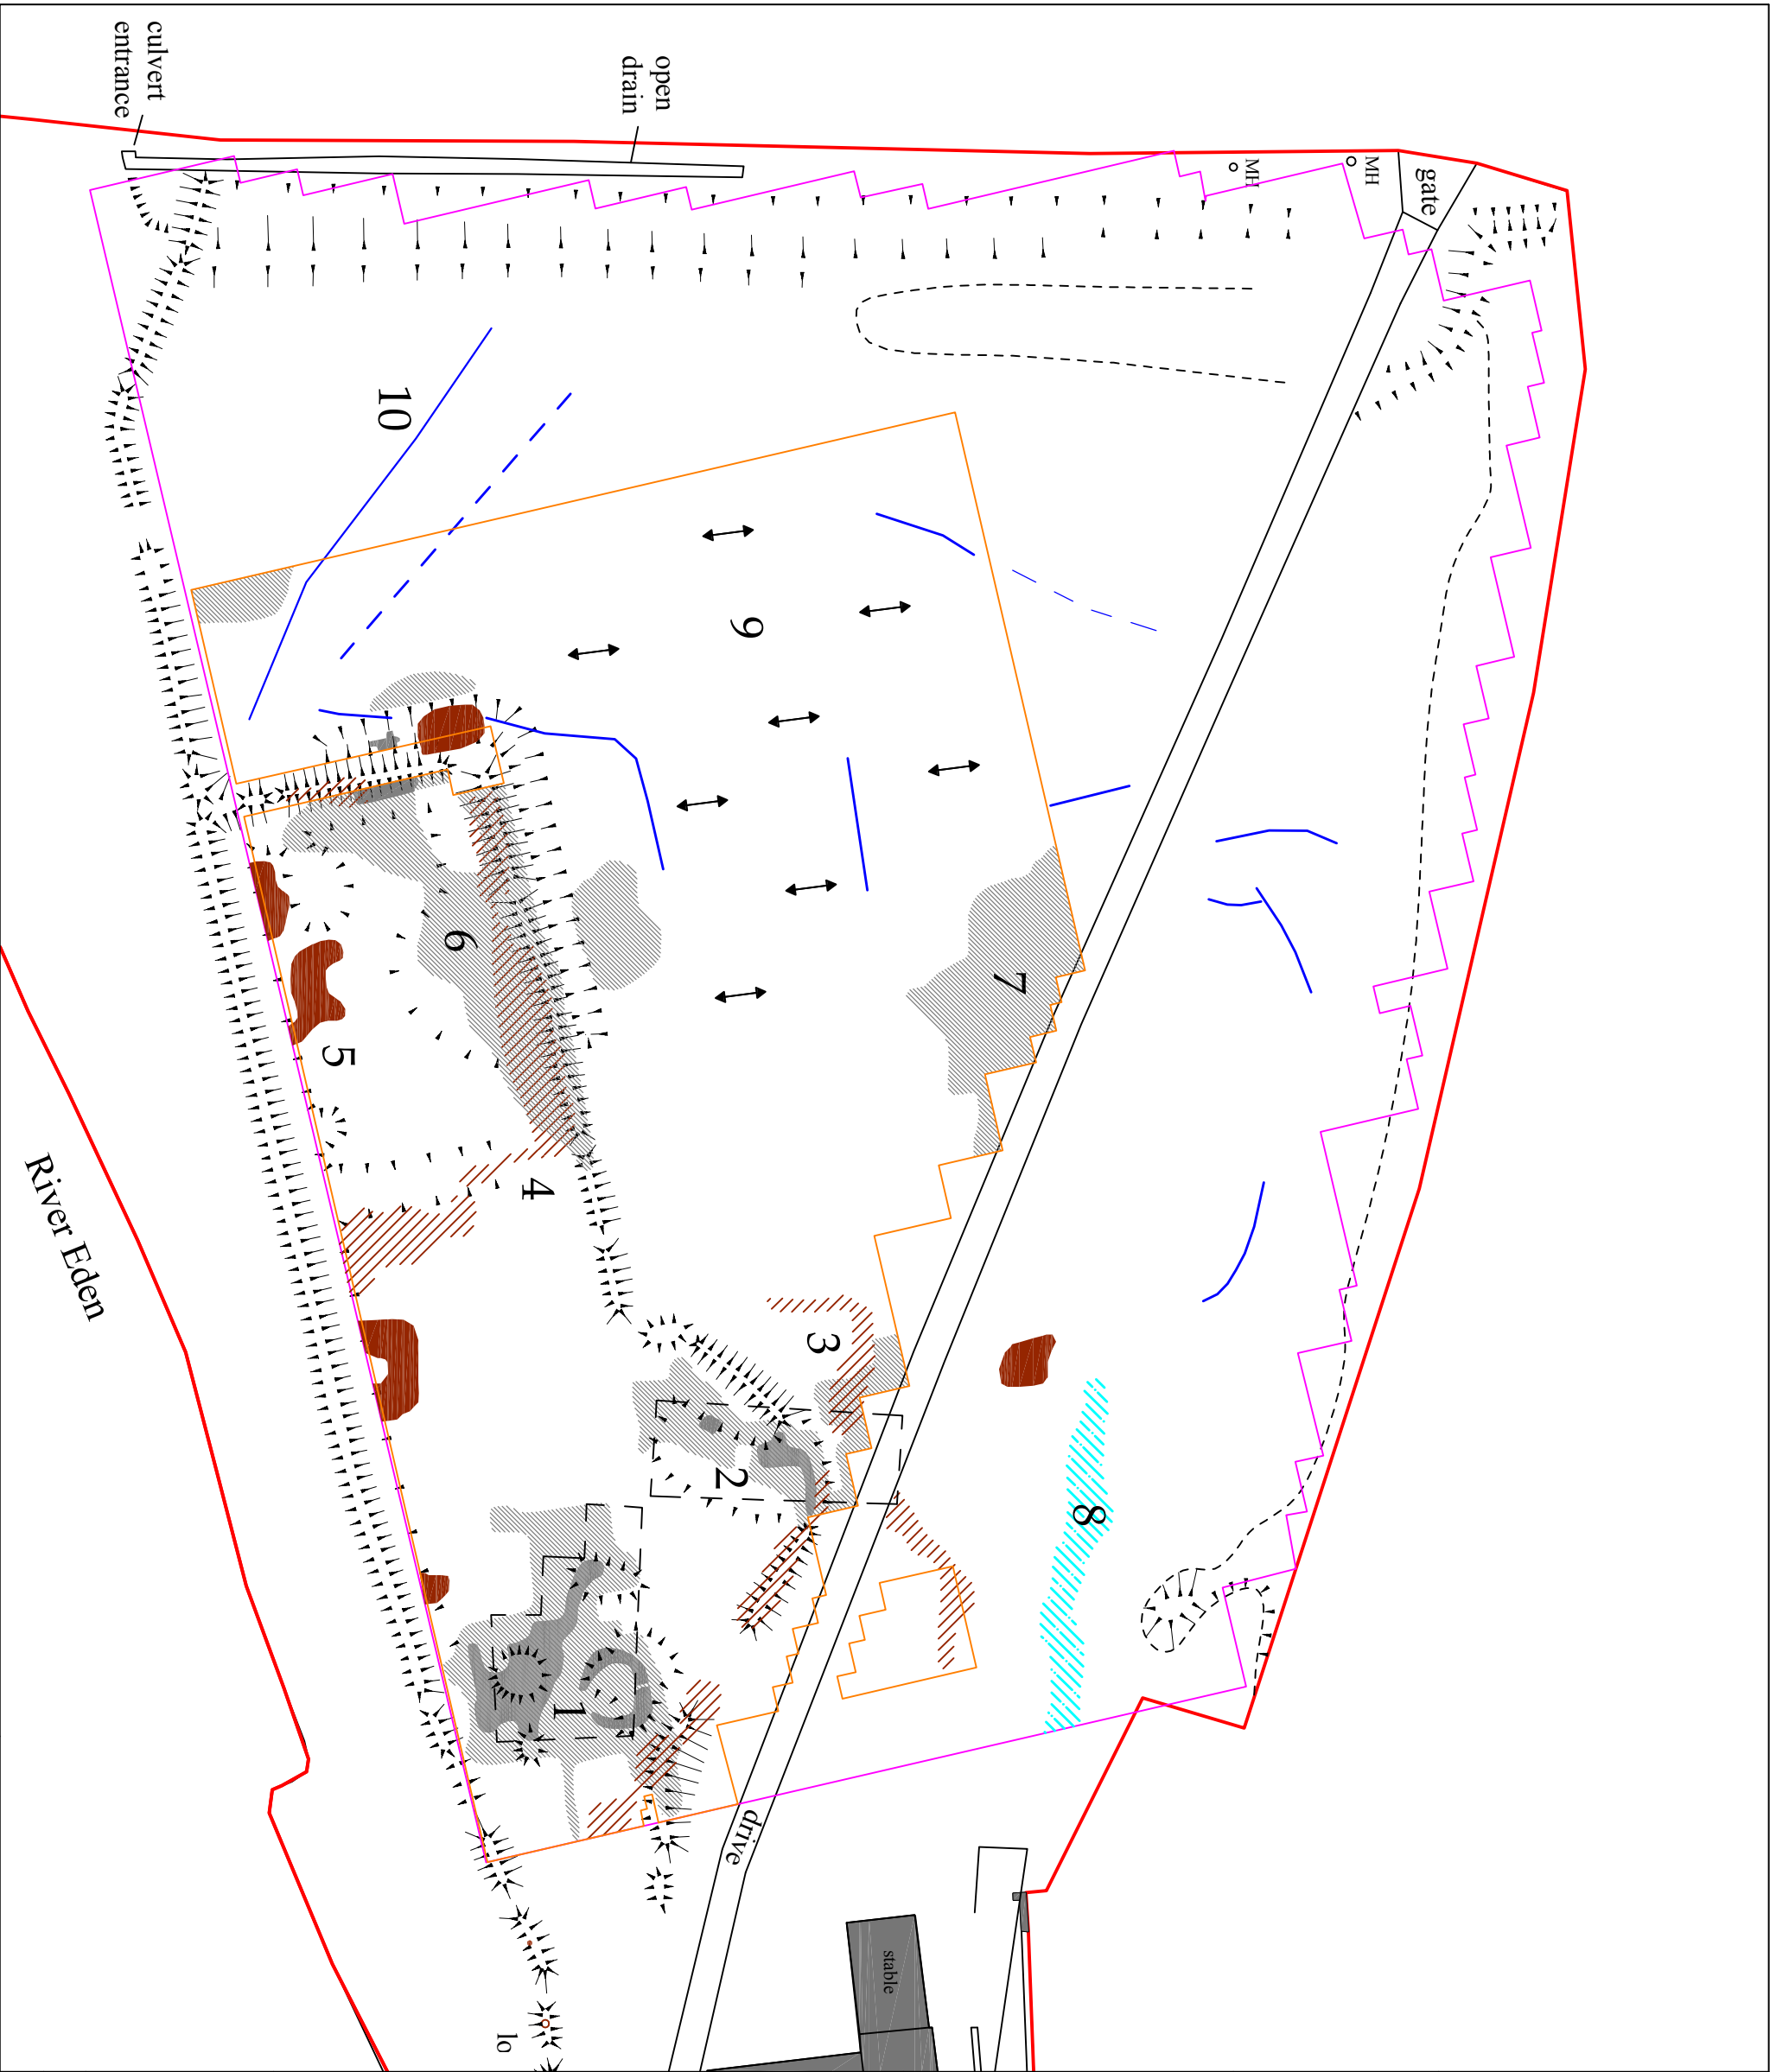 culvert
entrance
open
drain
MH
MH
gate
10
9
6
7
5
4
3
2
8
1
River Eden
drive
stable
lo